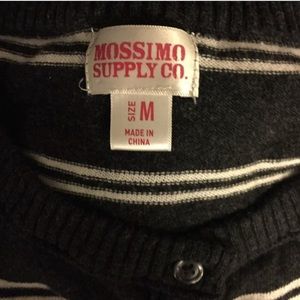 MOSSIMO
SUPPLY CO.
SIZE M
MADE IN
CHINA